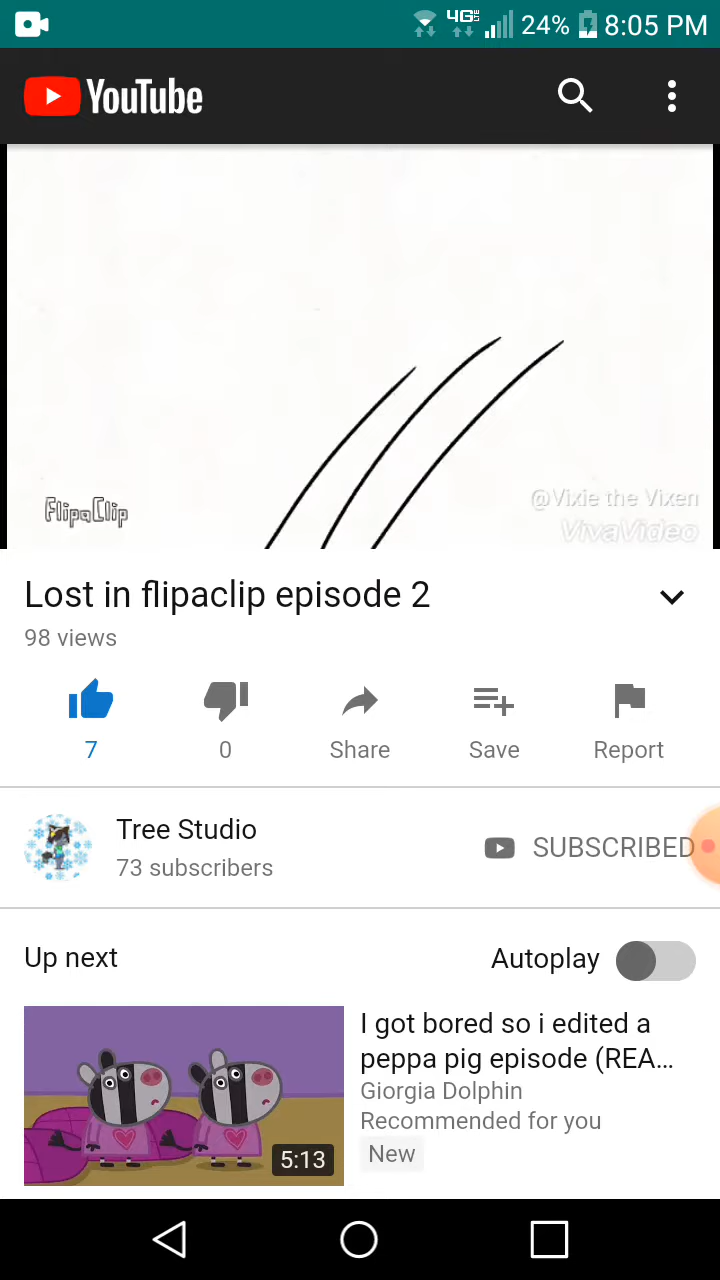 4G 24% 8:05 PM
YouTube
FlipaClip
@Vixie the Vixen
VivaVideo
Lost in flipaclip episode 2
98 views
7 0 Share Save Report
Tree Studio
73 subscribers
SUBSCRIBED
Up next
Autoplay
I got bored so i edited a
peppa pig episode (REA...
Giorgia Dolphin
Recommended for you
New
5:13